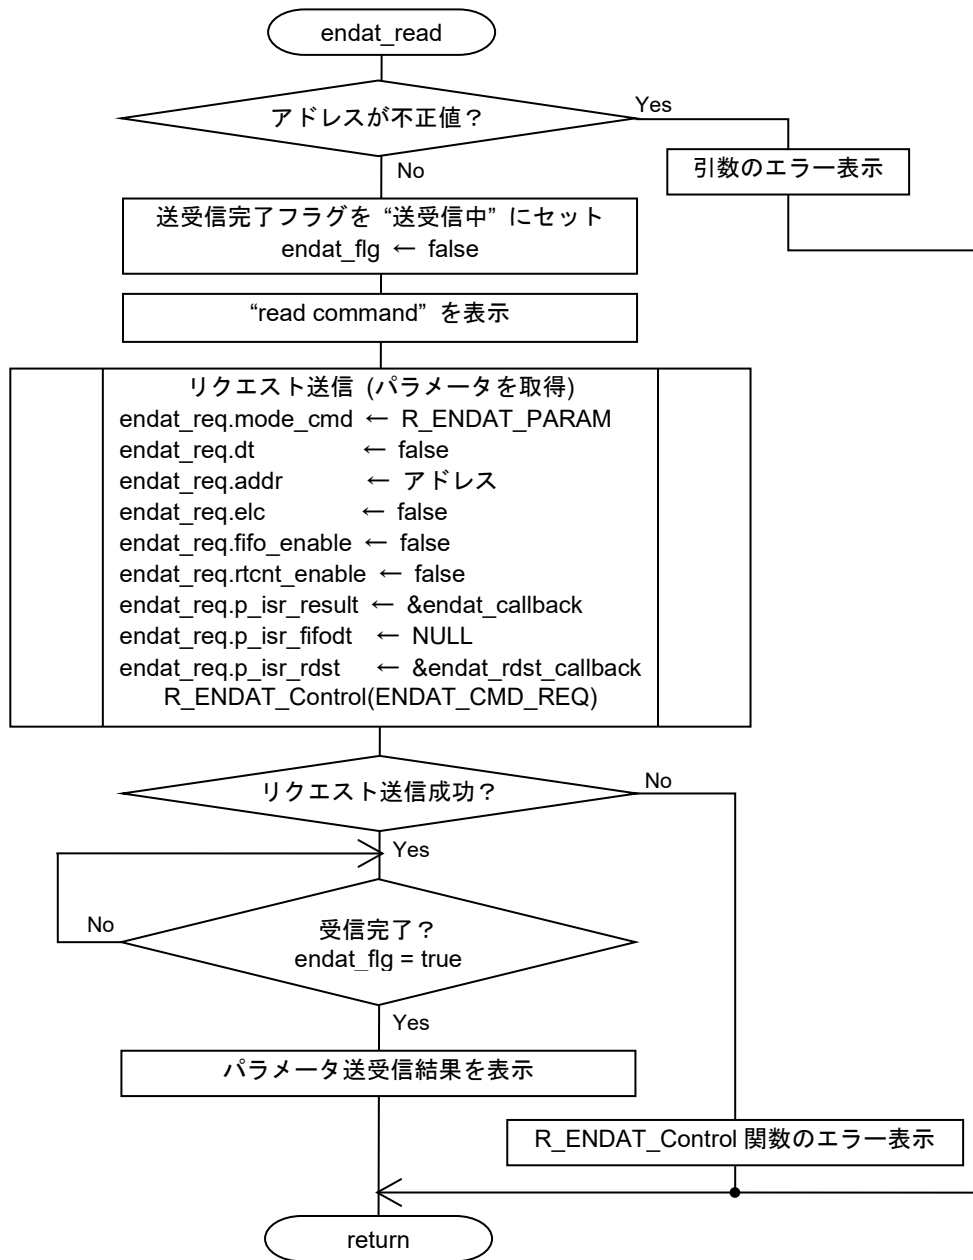 endat_read
アドレスが不正値？
Yes
引数のエラー表示
No
送受信完了フラグを “送受信中” にセット
endat_flg ← false
“read command” を表示
リクエスト送信 (パラメータを取得)
endat_req.mode_cmd ← R_ENDAT_PARAM
endat_req.dt ← false
endat_req.addr ← アドレス
endat_req.elc ← false
endat_req.fifo_enable ← false
endat_req.rtcnt_enable ← false
endat_req.p_isr_result ← &endat_callback
endat_req.p_isr_fifodt ← NULL
endat_req.p_isr_rdst ← &endat_rdst_callback
R_ENDAT_Control(ENDAT_CMD_REQ)
リクエスト送信成功？
No
Yes
No
受信完了？
endat_flg = true
Yes
パラメータ送受信結果を表示
R_ENDAT_Control 関数のエラー表示
return